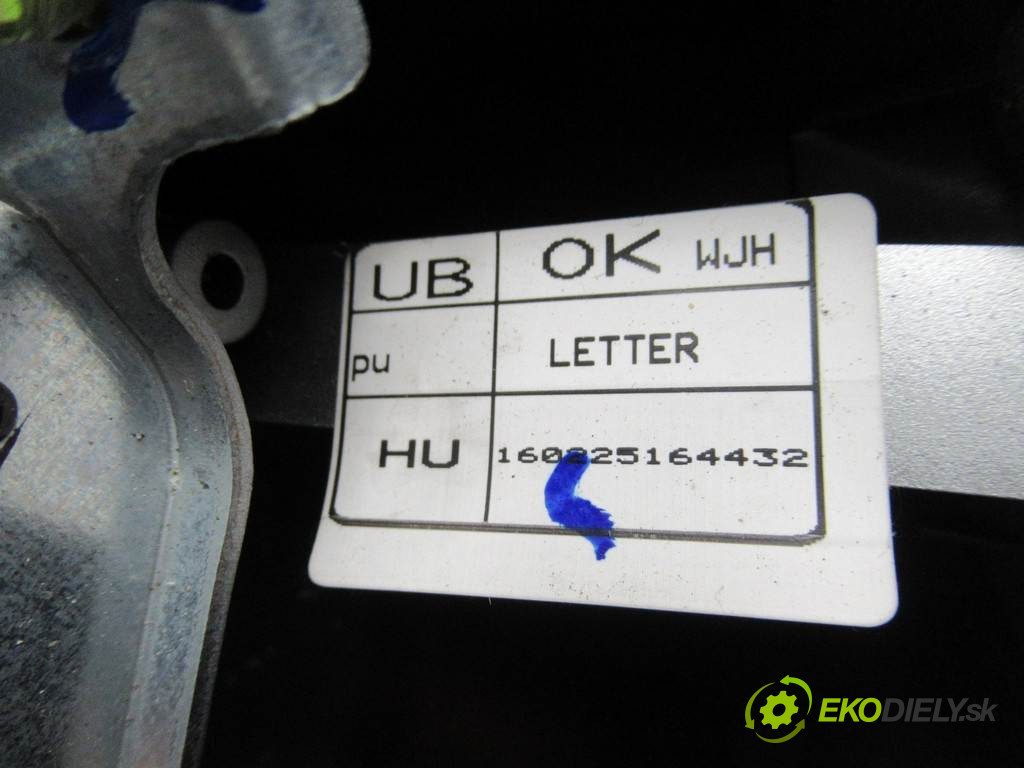 UB OK WJH
pu LETTER
HU 160225164432
EKODIELY.sk